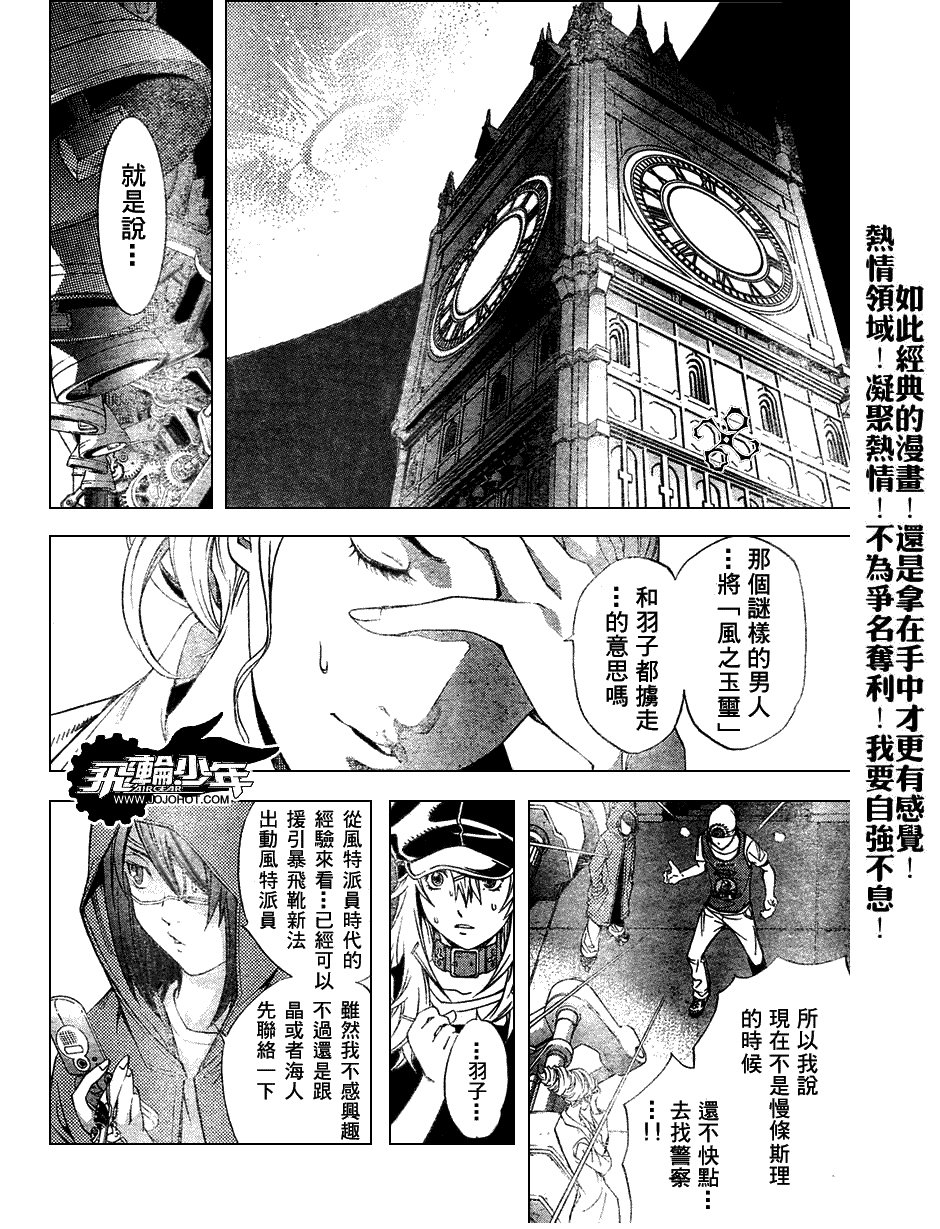 如此經典的漫畫！還是拿在手中才更有感覺！
熱情領域！凝聚熱情！不為爭名奪利！我要自強不息！
就是說…
那個謎樣的男人
…將「風之玉璽」
和羽子都擄走
…的意思嗎
所以我說
現在不是慢條斯理
的時候
還不快點…
去找警察
…!!
…羽子…
從風特派員時代的
經驗來看…已經可以
援引暴飛靴新法
出動風特派員
雖然我不感興趣
不過還是跟
晶或者海人
先聯絡一下
飛輪少年
AIR GEAR
WWW.JOJOHOT.COM